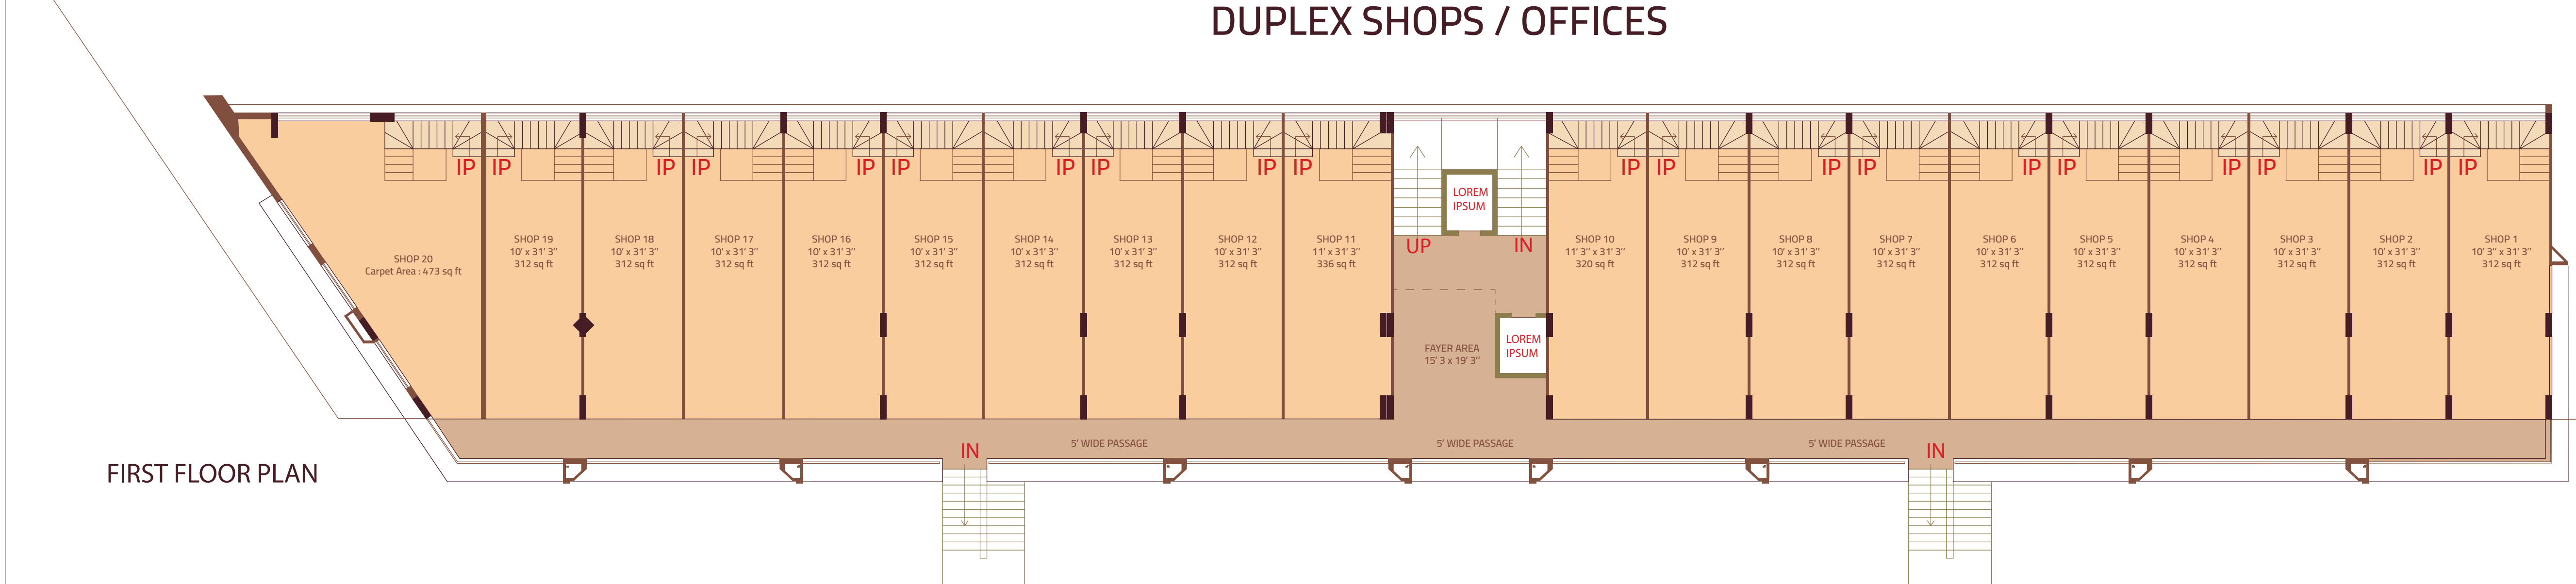 DUPLEX SHOPS / OFFICES
IP IP IP IP IP IP IP IP IP IP IP IP IP IP IP IP IP IP IP IP
SHOP 20
Carpet Area : 473 sq ft
SHOP 19
10' x 31' 3''
312 sq ft
SHOP 18
10' x 31' 3''
312 sq ft
SHOP 17
10' x 31' 3''
312 sq ft
SHOP 16
10' x 31' 3''
312 sq ft
SHOP 15
10' x 31' 3''
312 sq ft
SHOP 14
10' x 31' 3''
312 sq ft
SHOP 13
10' x 31' 3''
312 sq ft
SHOP 12
10' x 31' 3''
312 sq ft
SHOP 11
11' x 31' 3''
336 sq ft
LOREM
IPSUM
UP
IN
LOREM
IPSUM
FAYER AREA
15' 3 x 19' 3''
SHOP 10
11' 3'' x 31' 3''
320 sq ft
SHOP 9
10' x 31' 3''
312 sq ft
SHOP 8
10' x 31' 3''
312 sq ft
SHOP 7
10' x 31' 3''
312 sq ft
SHOP 6
10' x 31' 3''
312 sq ft
SHOP 5
10' x 31' 3''
312 sq ft
SHOP 4
10' x 31' 3''
312 sq ft
SHOP 3
10' x 31' 3''
312 sq ft
SHOP 2
10' x 31' 3''
312 sq ft
SHOP 1
10' 3'' x 31' 3''
312 sq ft
IN
5' WIDE PASSAGE
5' WIDE PASSAGE
5' WIDE PASSAGE
IN
FIRST FLOOR PLAN